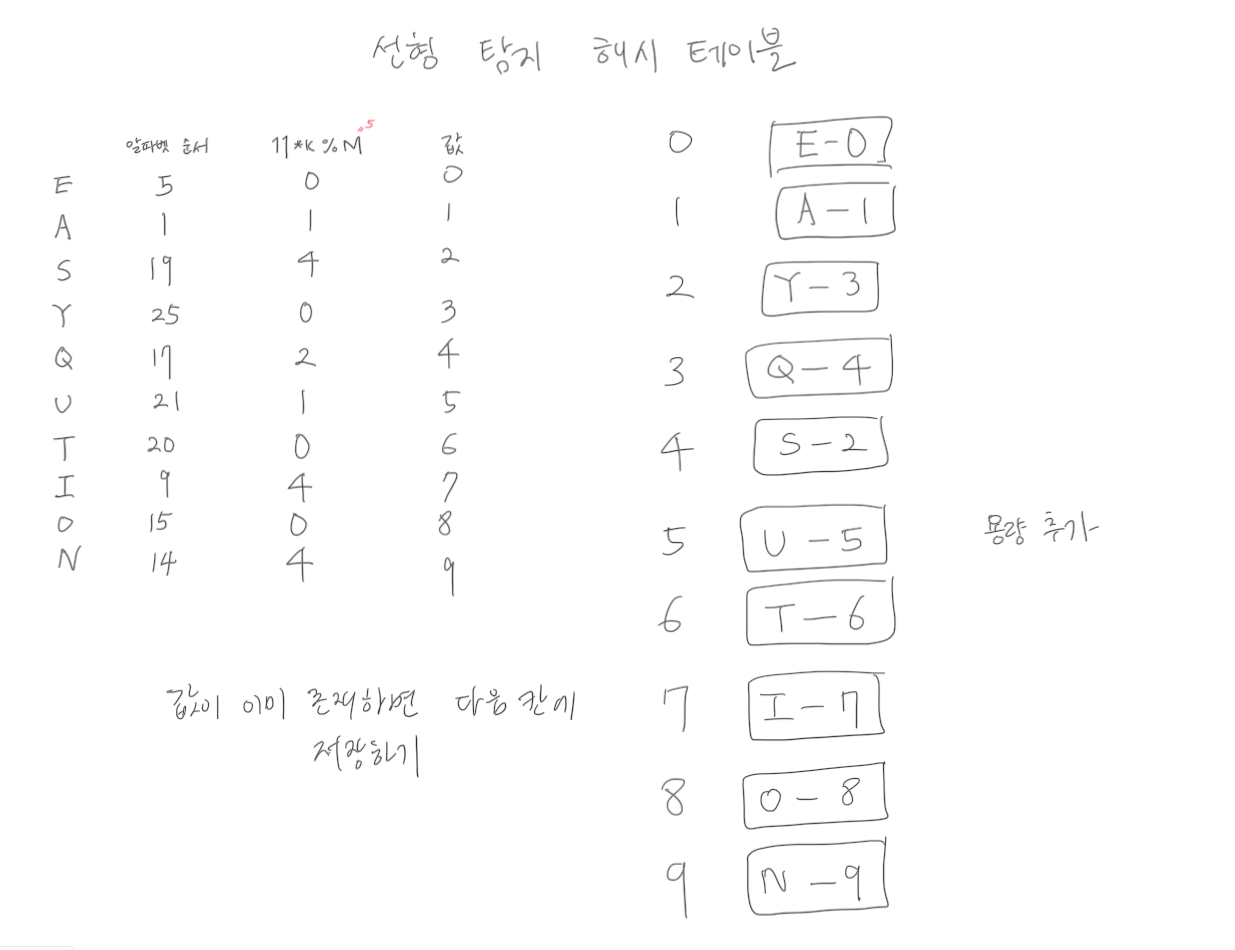 선형 탐지 해시 테이블
알파벳 순서 11*K % M 5 값
E 5 0 0
A 1 1 1
S 19 4 2
Y 25 0 3
Q 17 2 4
U 21 1 5
T 20 0 6
I 9 4 7
O 15 0 8
N 14 4 9
값이 이미 존재하면 다음 칸에
저장하기
0 E-0
1 A-1
2 Y-3
3 Q-4
4 S-2
5 U-5
용량 추가
6 T-6
7 I-7
8 O-8
9 N-9